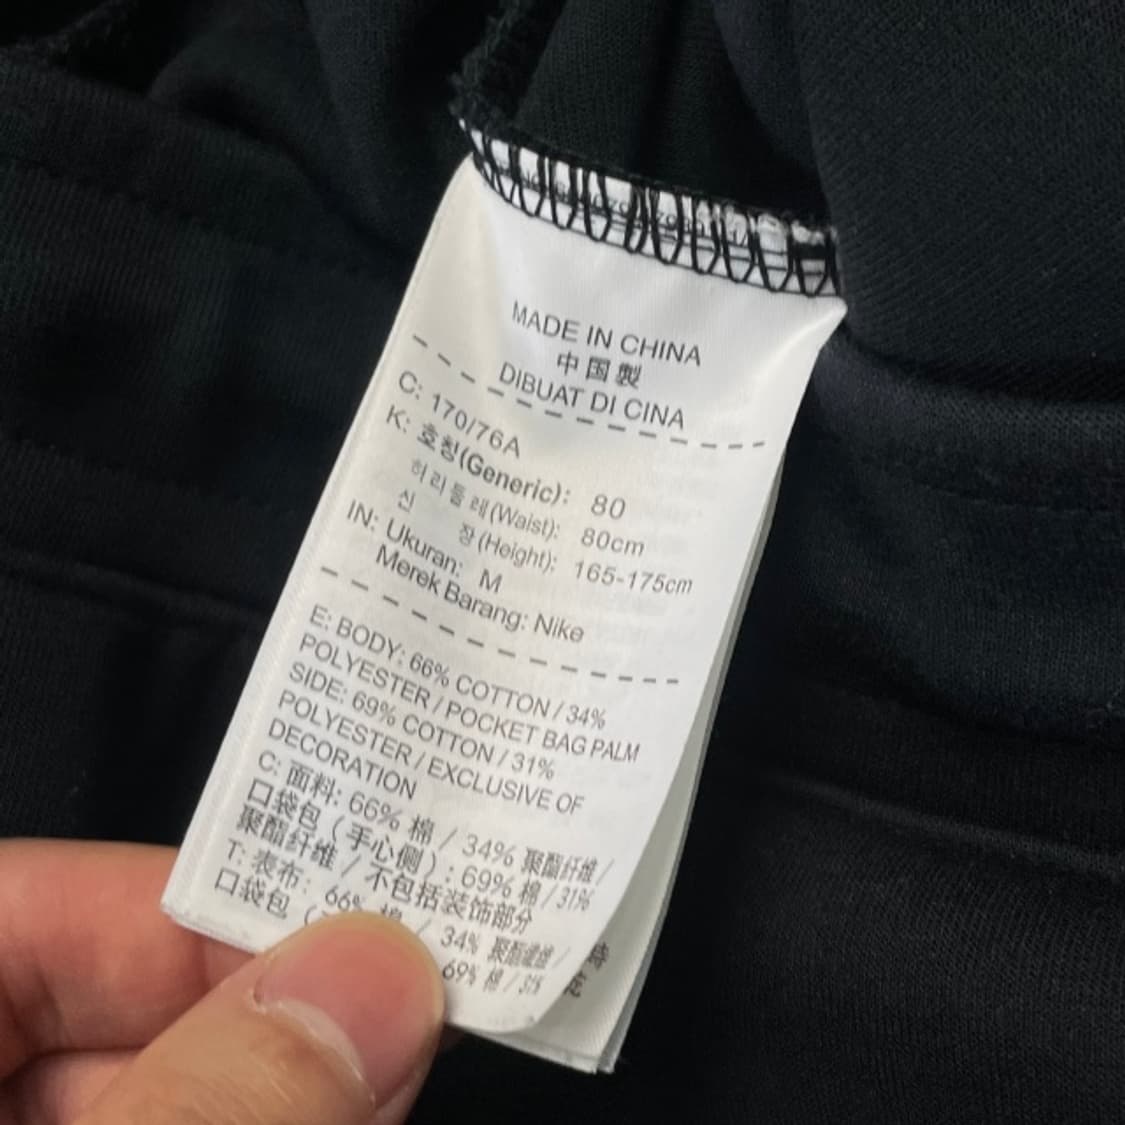 MADE IN CHINA
中国製
DIBUAT DI CINA
C: 170/76A
K: 호칭(Generic): 80
허리둘레(Waist): 80cm
신 장(Height): 165-175cm
IN: Ukuran: M
Merek Barang: Nike
E: BODY: 66% COTTON / 34%
POLYESTER / POCKET BAG PALM
SIDE: 69% COTTON / 31%
POLYESTER / EXCLUSIVE OF
DECORATION
C: 面料: 66% 棉 / 34% 聚酯纤维/
口袋包 (手心侧) : 69% 棉 / 31%
聚酯纤维 / 不包括装饰部分
T: 表布: 66% 棉 / 34% 聚酯纖維/
口袋包 ( 69% 棉 / 31%